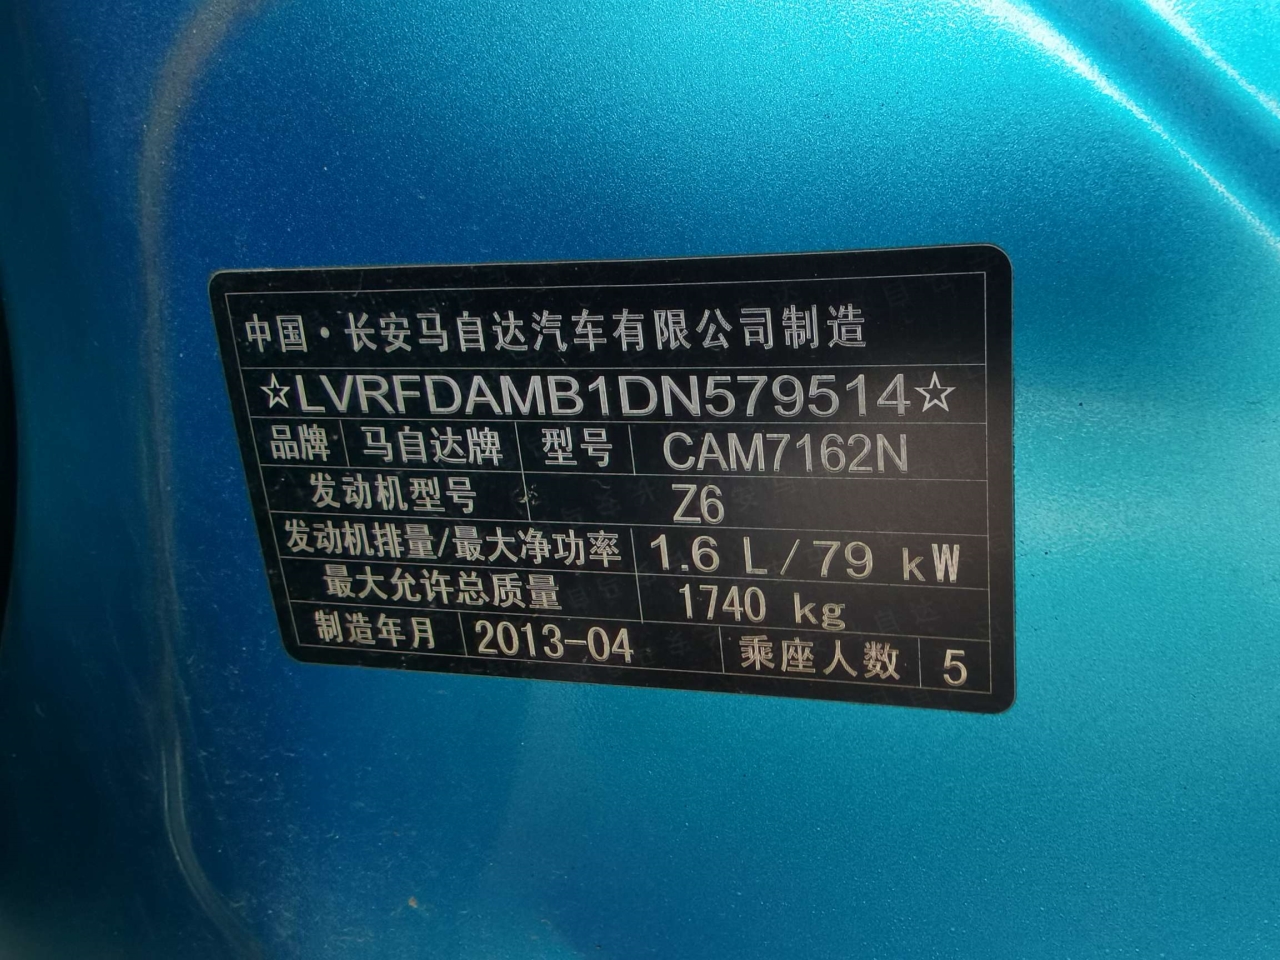 中国·长安马自达汽车有限公司制造
☆LVRFDAMB1DN579514☆
品牌 马自达牌 型号 CAM7162N
发动机型号 Z6
发动机排量/最大净功率 1.6 L/79 kW
最大允许总质量 1740 kg
制造年月 2013-04 乘座人数 5